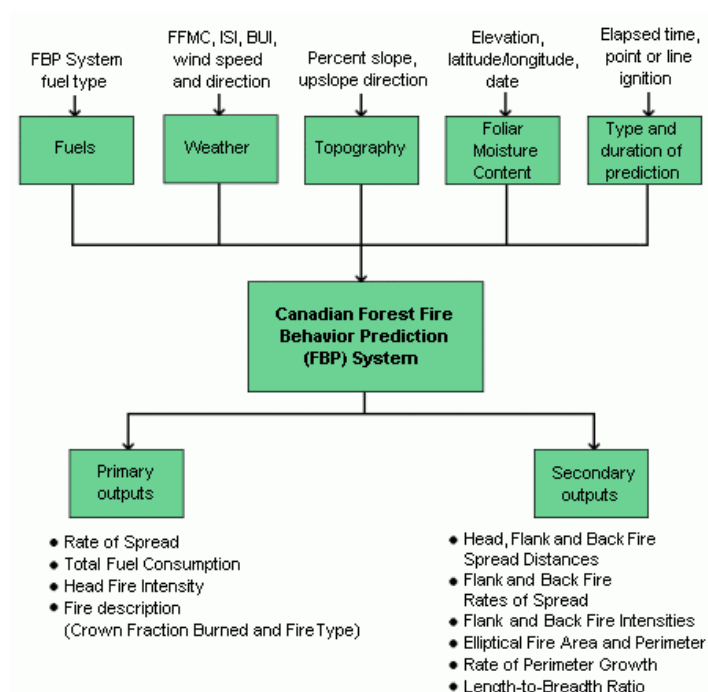 FBP System
fuel type
FFMC, ISI, BUI,
wind speed
and direction
Percent slope,
upslope direction
Elevation,
latitude/longitude,
date
Elapsed time,
point or line
ignition
Fuels
Weather
Topography
Foliar
Moisture
Content
Type and
duration of
prediction
Canadian Forest Fire
Behavior Prediction
(FBP) System
Primary
outputs
Secondary
outputs
• Rate of Spread
• Total Fuel Consumption
• Head Fire Intensity
• Fire description
(Crown Fraction Burned and Fire Type)
• Head, Flank and Back Fire
Spread Distances
• Flank and Back Fire
Rates of Spread
• Flank and Back Fire Intensities
• Elliptical Fire Area and Perimeter
• Rate of Perimeter Growth
• Length-to-Breadth Ratio